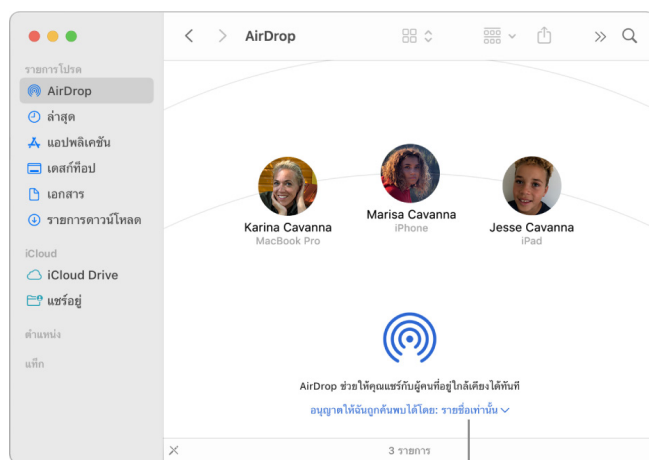 AirDrop
รายการโปรด
AirDrop
ล่าสุด
แอปพลิเคชัน
เดสก์ท็อป
เอกสาร
รายการดาวน์โหลด
iCloud
iCloud Drive
แชร์อยู่
ตำแหน่ง
แท็ก
Karina Cavanna
MacBook Pro
Marisa Cavanna
iPhone
Jesse Cavanna
iPad
AirDrop ช่วยให้คุณแชร์กับผู้คนที่อยู่ใกล้เคียงได้ทันที
อนุญาตให้ฉันถูกค้นพบได้โดย: รายชื่อเท่านั้น
3 รายการ